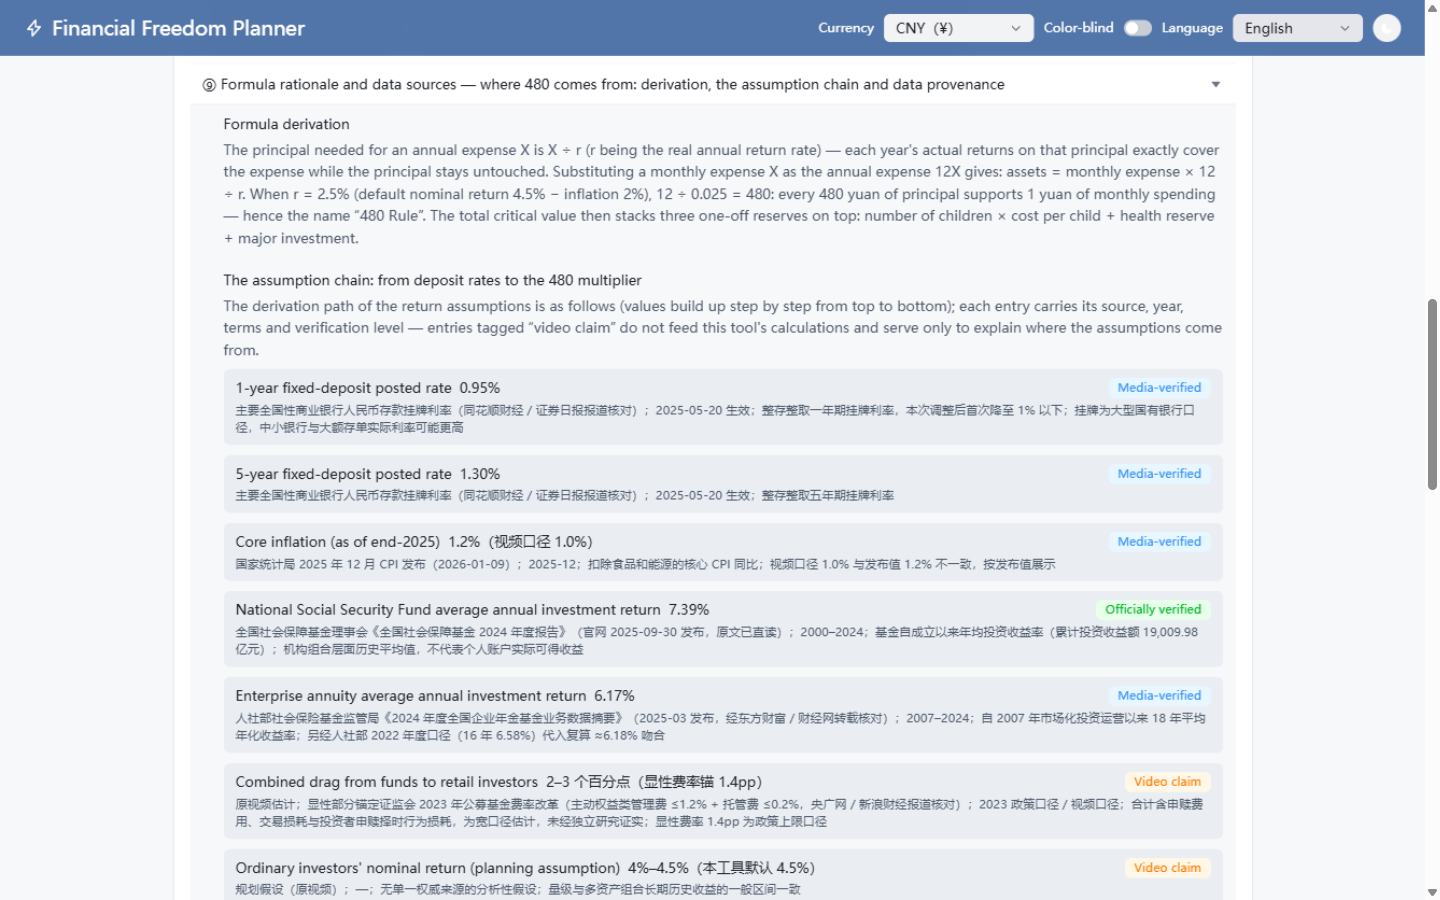 Financial Freedom Planner
Currency
CNY（¥）
Color-blind
Language
English
⑨ Formula rationale and data sources — where 480 comes from: derivation, the assumption chain and data provenance
Formula derivation
The principal needed for an annual expense X is X ÷ r (r being the real annual return rate) — each year's actual returns on that principal exactly cover
the expense while the principal stays untouched. Substituting a monthly expense X as the annual expense 12X gives: assets = monthly expense × 12
÷ r. When r = 2.5% (default nominal return 4.5% − inflation 2%), 12 ÷ 0.025 = 480: every 480 yuan of principal supports 1 yuan of monthly spending
— hence the name “480 Rule”. The total critical value then stacks three one-off reserves on top: number of children × cost per child + health reserve
+ major investment.
The assumption chain: from deposit rates to the 480 multiplier
The derivation path of the return assumptions is as follows (values build up step by step from top to bottom); each entry carries its source, year,
terms and verification level — entries tagged “video claim” do not feed this tool's calculations and serve only to explain where the assumptions come
from.
1-year fixed-deposit posted rate 0.95%
Media-verified
主要全国性商业银行人民币存款挂牌利率（同花顺财经 / 证券日报报道核对）；2025-05-20 生效；整存整取一年期挂牌利率，本次调整后首次降至 1% 以下；挂牌为大型国有银行口
径，中小银行与大额存单实际利率可能更高
5-year fixed-deposit posted rate 1.30%
Media-verified
主要全国性商业银行人民币存款挂牌利率（同花顺财经 / 证券日报报道核对）；2025-05-20 生效；整存整取五年期挂牌利率
Core inflation (as of end-2025) 1.2%（视频口径 1.0%）
Media-verified
国家统计局 2025 年 12 月 CPI 发布（2026-01-09）；2025-12；扣除食品和能源的核心 CPI 同比；视频口径 1.0% 与发布值 1.2% 不一致，按发布值展示
National Social Security Fund average annual investment return 7.39%
Officially verified
全国社会保障基金理事会《全国社会保障基金 2024 年度报告》（官网 2025-09-30 发布，原文已直读）；2000–2024；基金自成立以来年均投资收益率（累计投资收益额 19,009.98
亿元）；机构组合层面历史平均值，不代表个人账户实际可得收益
Enterprise annuity average annual investment return 6.17%
Media-verified
人社部社会保险基金监管局《2024 年度全国企业年金基金业务数据摘要》（2025-03 发布，经东方财富 / 财经网转载核对）；2007–2024；自 2007 年市场化投资运营以来 18 年平均
年化收益率；另经人社部 2022 年度口径（16 年 6.58%）代入复算 ≈6.18% 吻合
Combined drag from funds to retail investors 2–3 个百分点（显性费率锚 1.4pp）
Video claim
原视频估计；显性部分锚定证监会 2023 年公募基金费率改革（主动权益类管理费 ≤1.2% + 托管费 ≤0.2%，央广网 / 新浪财经报道核对）；2023 政策口径 / 视频口径；合计含申赎费
用、交易损耗与投资者申赎择时行为损耗，为宽口径估计，未经独立研究证实；显性费率 1.4pp 为政策上限口径
Ordinary investors' nominal return (planning assumption) 4%–4.5%（本工具默认 4.5%）
Video claim
规划假设（原视频）；—；无单一权威来源的分析性假设；量级与多资产组合长期历史收益的一般区间一致